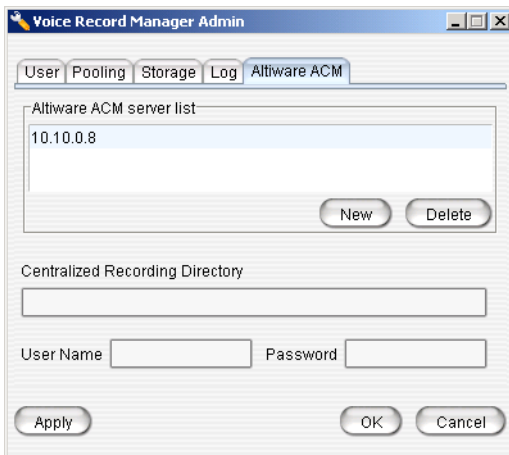 Voice Record Manager Admin
User Pooling Storage Log Altiware ACM
Altiware ACM server list
10.10.0.8
New Delete
Centralized Recording Directory
User Name Password
Apply OK Cancel